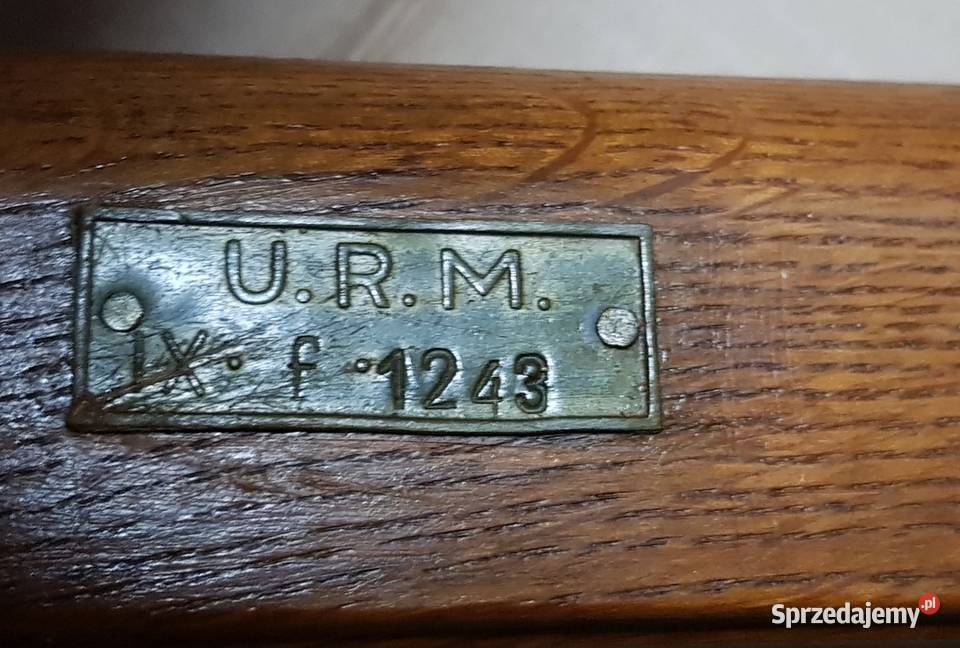 U.R.M.
IX. f .1243
Sprzedajemy.pl